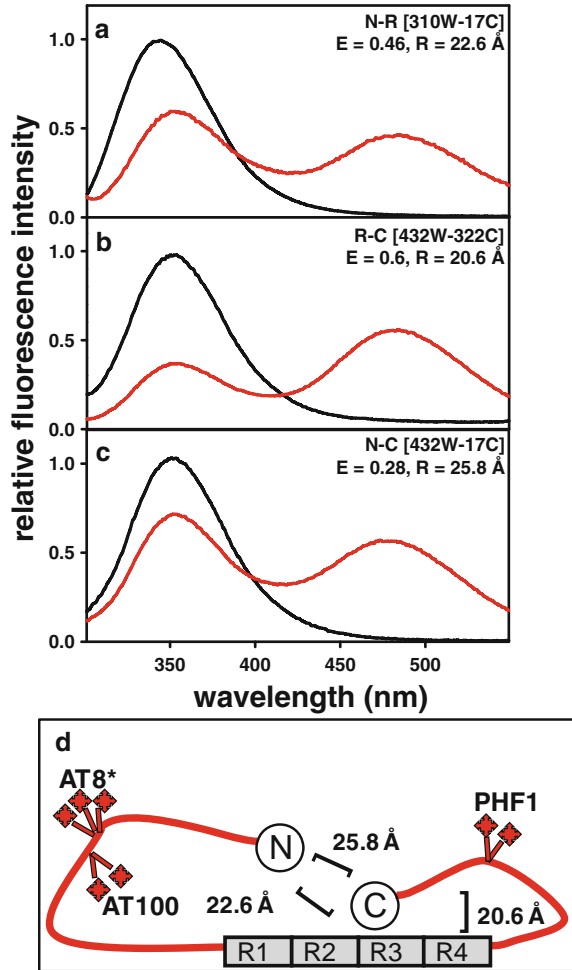 relative fluorescence intensity
a
N-R [310W-17C]
E = 0.46, R = 22.6 Å
1.0
0.5
0.0
b
R-C [432W-322C]
E = 0.6, R = 20.6 Å
1.0
0.5
0.0
c
N-C [432W-17C]
E = 0.28, R = 25.8 Å
1.0
0.5
0.0
350 400 450 500
wavelength (nm)
d
AT8*
PHF1
N
25.8 Å
AT100
22.6 Å
C
20.6 Å
R1 R2 R3 R4